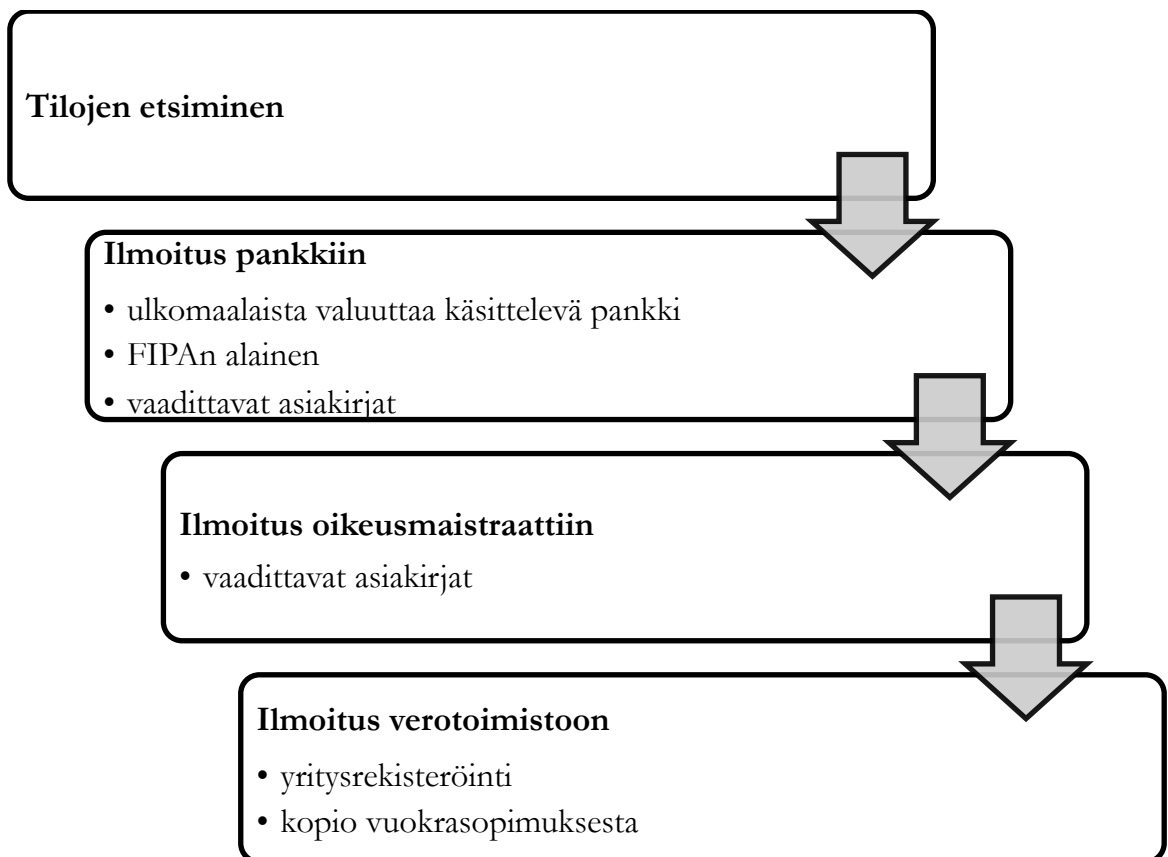 Tilojen etsiminen
Ilmoitus pankkiin
• ulkomaalaista valuuttaa käsittelevä pankki
• FIPAn alainen
• vaadittavat asiakirjat
Ilmoitus oikeusmaistraattiin
• vaadittavat asiakirjat
Ilmoitus verotoimistoon
• yritysrekisteröinti
• kopio vuokrasopimuksesta